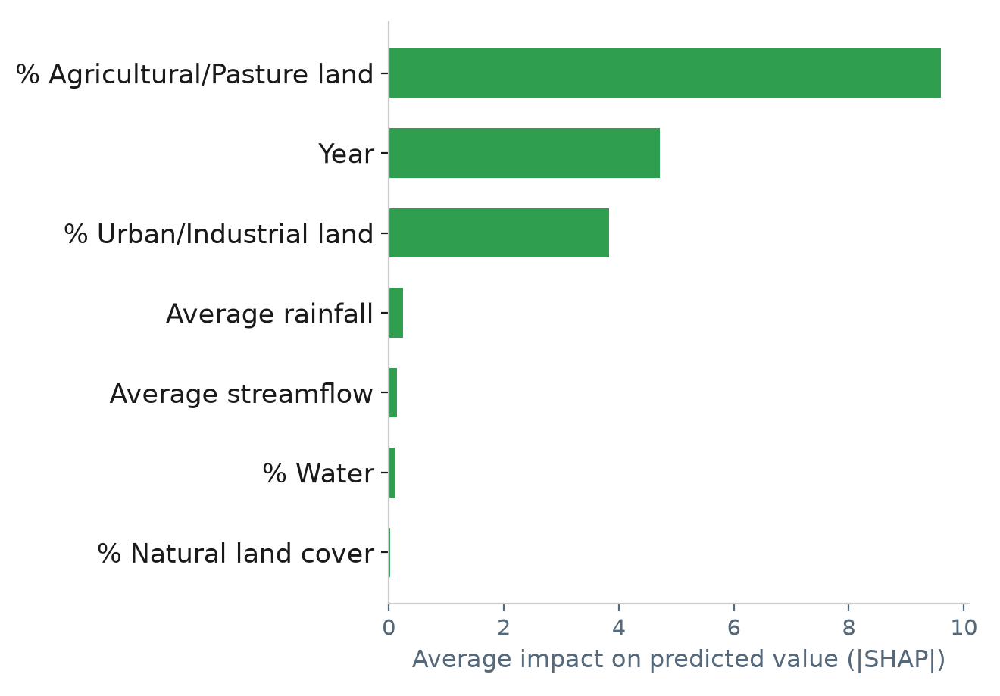 % Agricultural/Pasture land
Year
% Urban/Industrial land
Average rainfall
Average streamflow
% Water
% Natural land cover
0 2 4 6 8 10
Average impact on predicted value (|SHAP|)